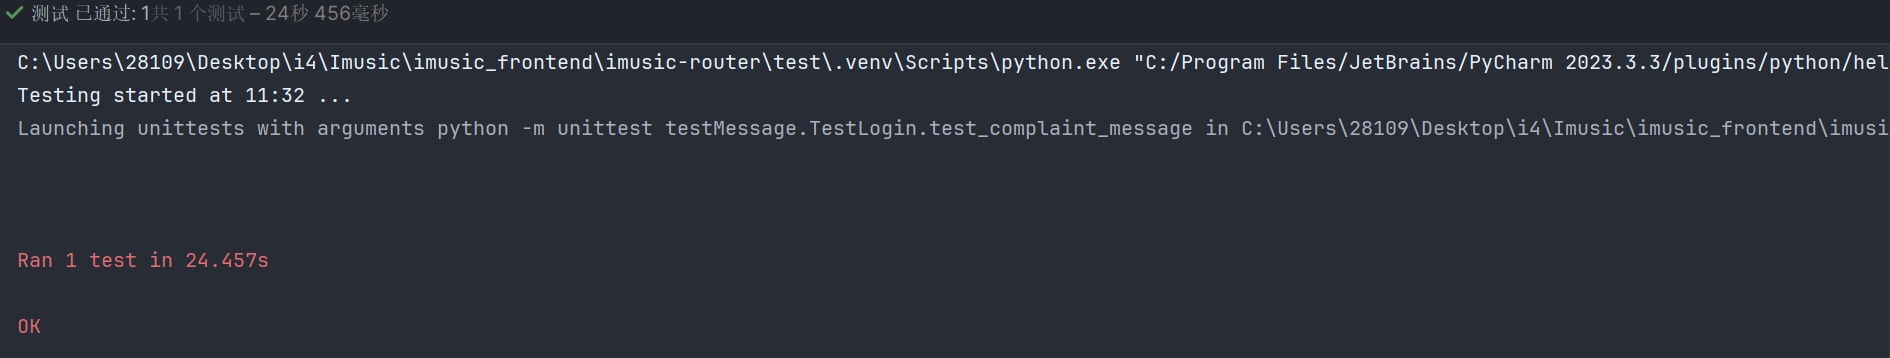 测试 已通过: 1共 1 个测试 – 24秒 456毫秒
C:\Users\28109\Desktop\i4\Imusic\imusic_frontend\imusic-router\test\.venv\Scripts\python.exe "C:/Program Files/JetBrains/PyCharm 2023.3.3/plugins/python/hel
Testing started at 11:32 ...
Launching unittests with arguments python -m unittest testMessage.TestLogin.test_complaint_message in C:\Users\28109\Desktop\i4\Imusic\imusic_frontend\imusi
Ran 1 test in 24.457s
OK